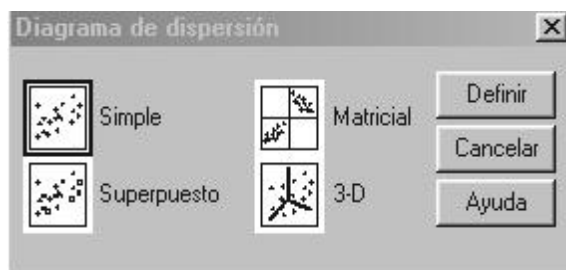 Diagrama de dispersión
Simple
Matricial
Definir
Cancelar
Superpuesto
3-D
Ayuda